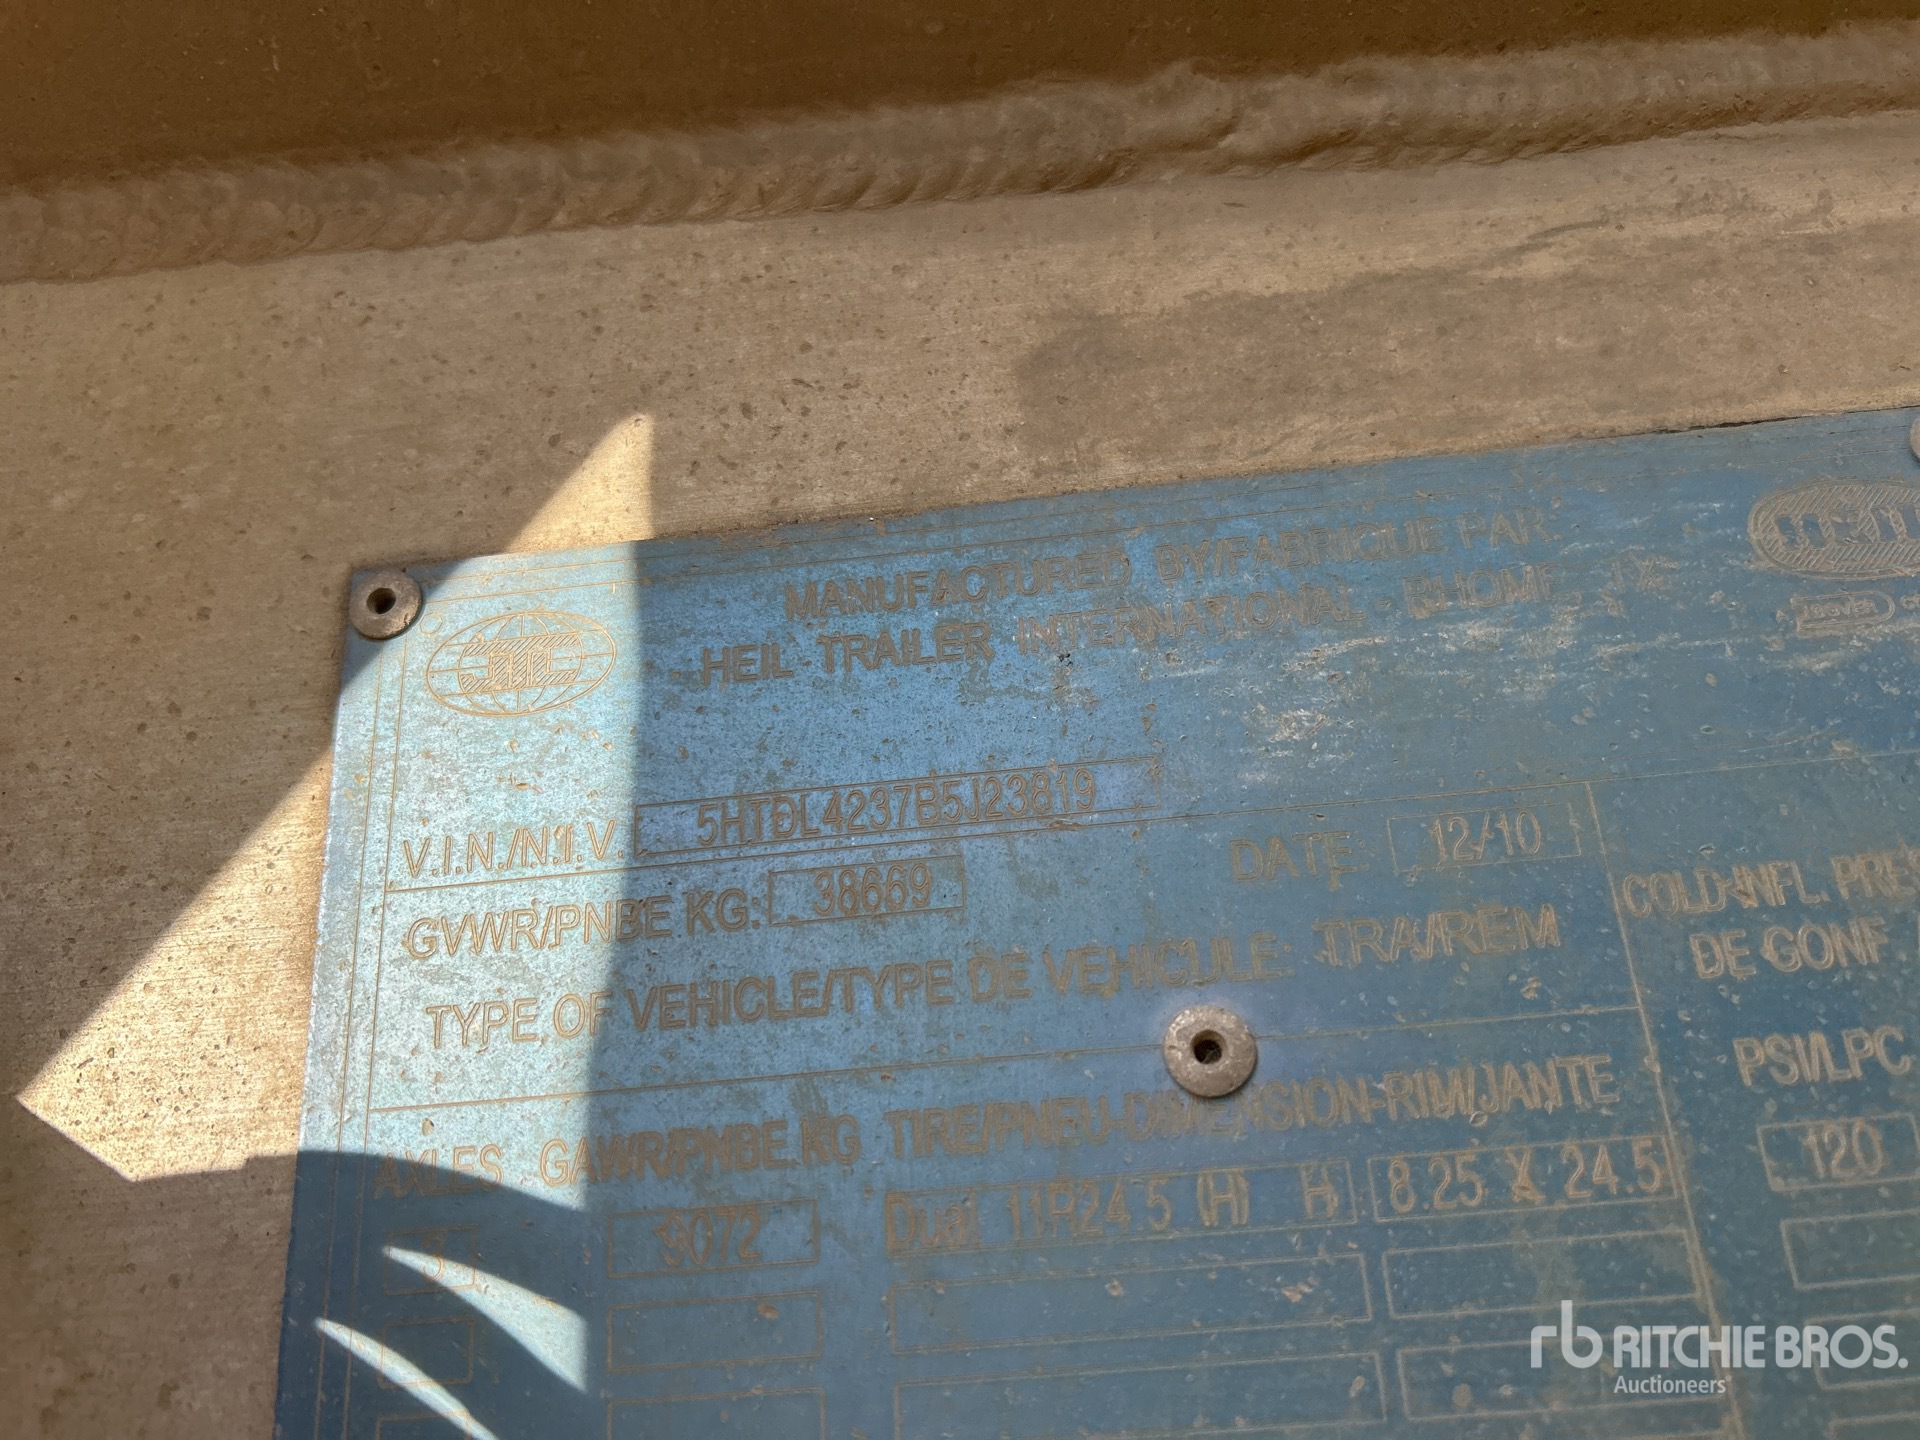 MANUFACTURED BY/FABRIQUE PAR:
HEIL TRAILER INTERNATIONAL - RHOME, TX
HEIL
V.I.N./N.I.V. 5HTDL4237B5J23819
GVWR/PNBE KG: 38669
DATE: 12/10
TYPE OF VEHICLE/TYPE DE VEHICULE: TRA/REM
COLD-INFL. PRE
DE GONF
AXLES GAWR/PNBE KG TIRE/PNEU-DIMENSION-RIM/JANTE PSI/LPC
3 9072 Dual 11R24.5 (H) H 8.25 X 24.5 120
rb RITCHIE BROS.
Auctioneers